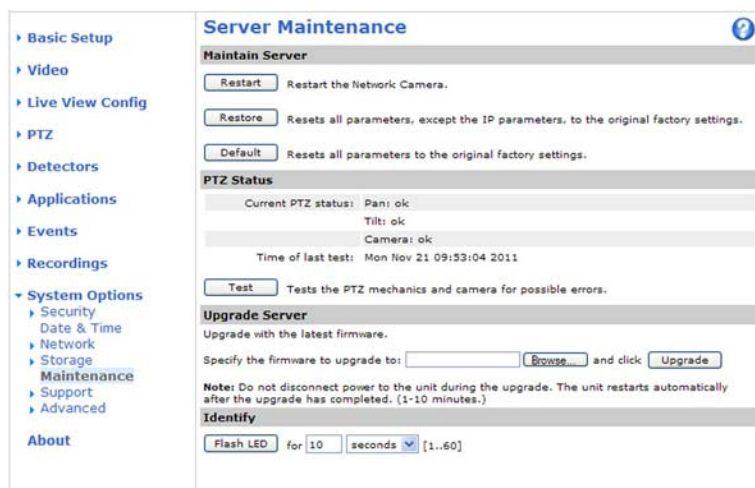 Basic Setup
Video
Live View Config
PTZ
Detectors
Applications
Events
Recordings
System Options
Security
Date & Time
Network
Storage
Maintenance
Support
Advanced
About
Server Maintenance
?
Maintain Server
Restart Restart the Network Camera.
Restore Resets all parameters, except the IP parameters, to the original factory settings.
Default Resets all parameters to the original factory settings.
PTZ Status
Current PTZ status: Pan: ok
Tilt: ok
Camera: ok
Time of last test: Mon Nov 21 09:53:04 2011
Test Tests the PTZ mechanics and camera for possible errors.
Upgrade Server
Upgrade with the latest firmware.
Specify the firmware to upgrade to: Browse... and click Upgrade
Note: Do not disconnect power to the unit during the upgrade. The unit restarts automatically
after the upgrade has completed. (1-10 minutes.)
Identify
Flash LED for 10 seconds [1..60]